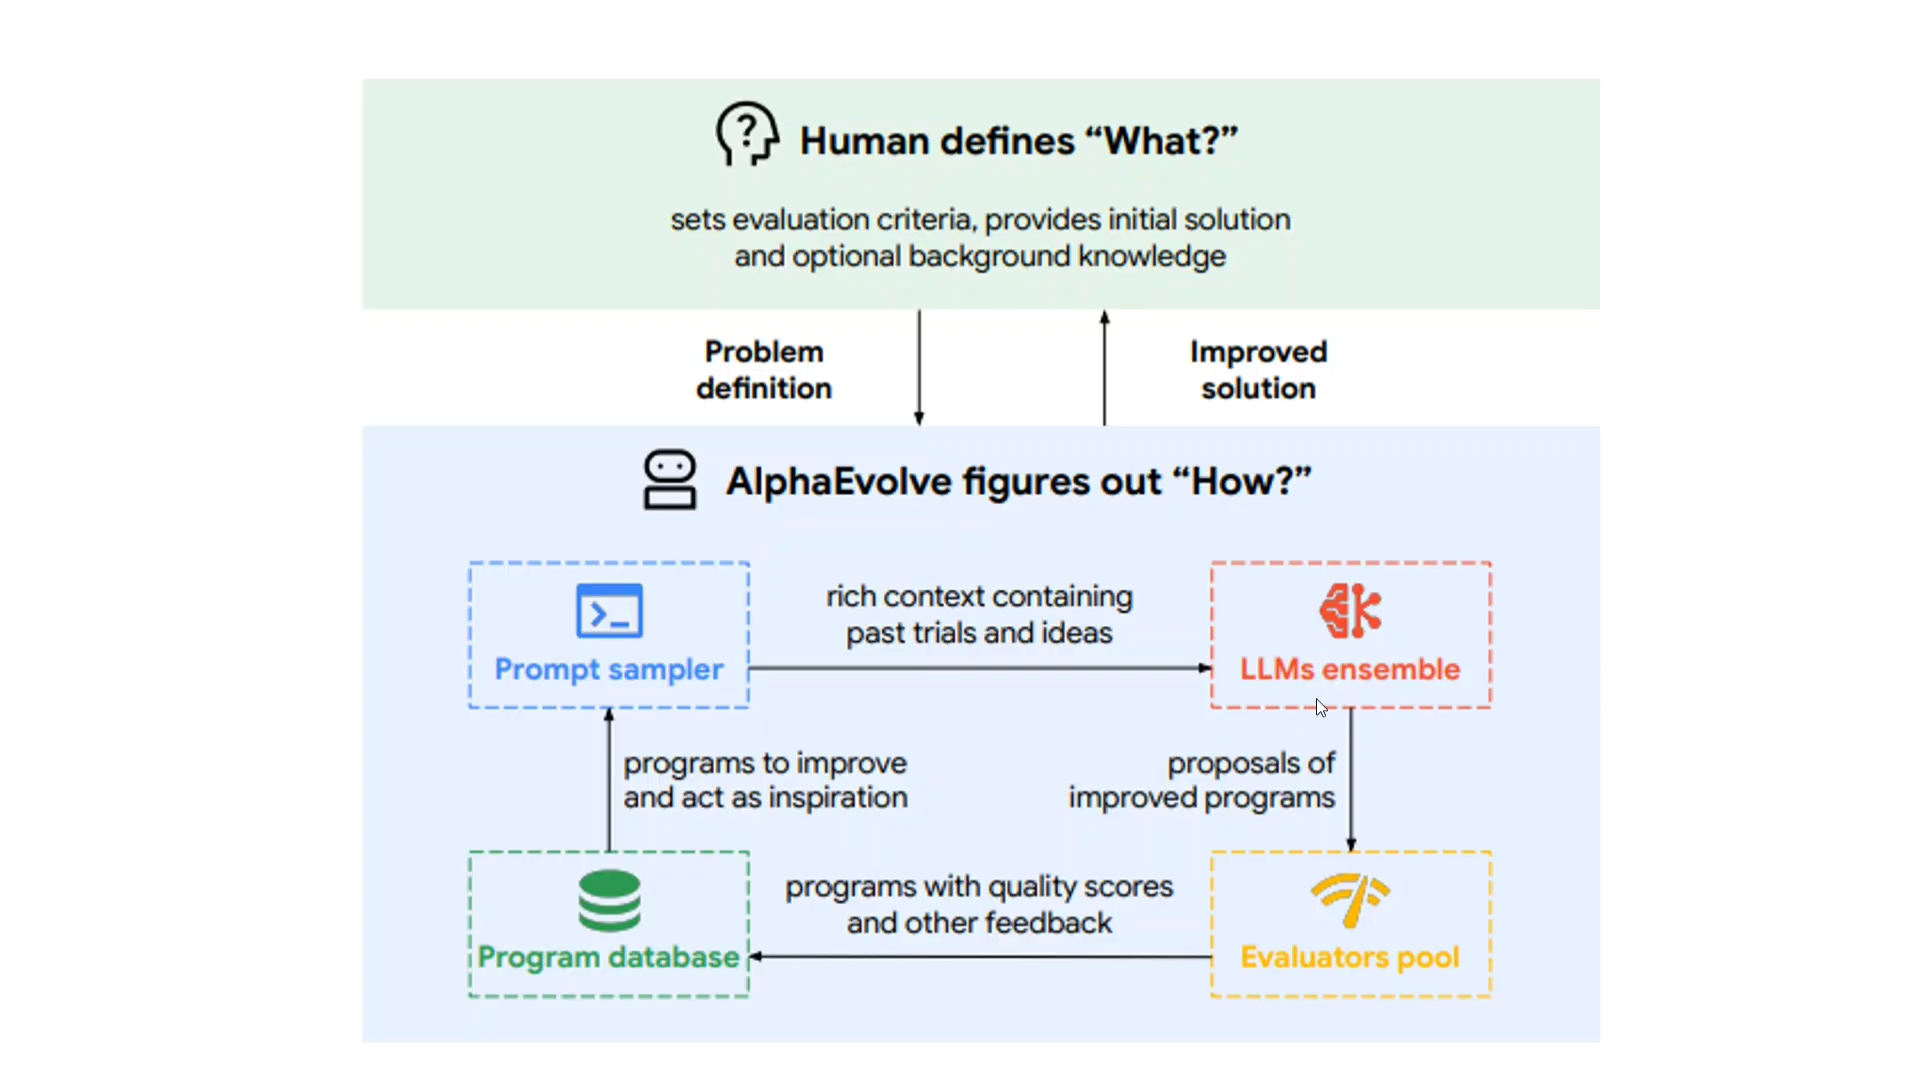 Human defines “What?”
sets evaluation criteria, provides initial solution
and optional background knowledge
Problem
definition
Improved
solution
AlphaEvolve figures out “How?”
Prompt sampler
rich context containing
past trials and ideas
LLMs ensemble
programs to improve
and act as inspiration
proposals of
improved programs
Program database
programs with quality scores
and other feedback
Evaluators pool